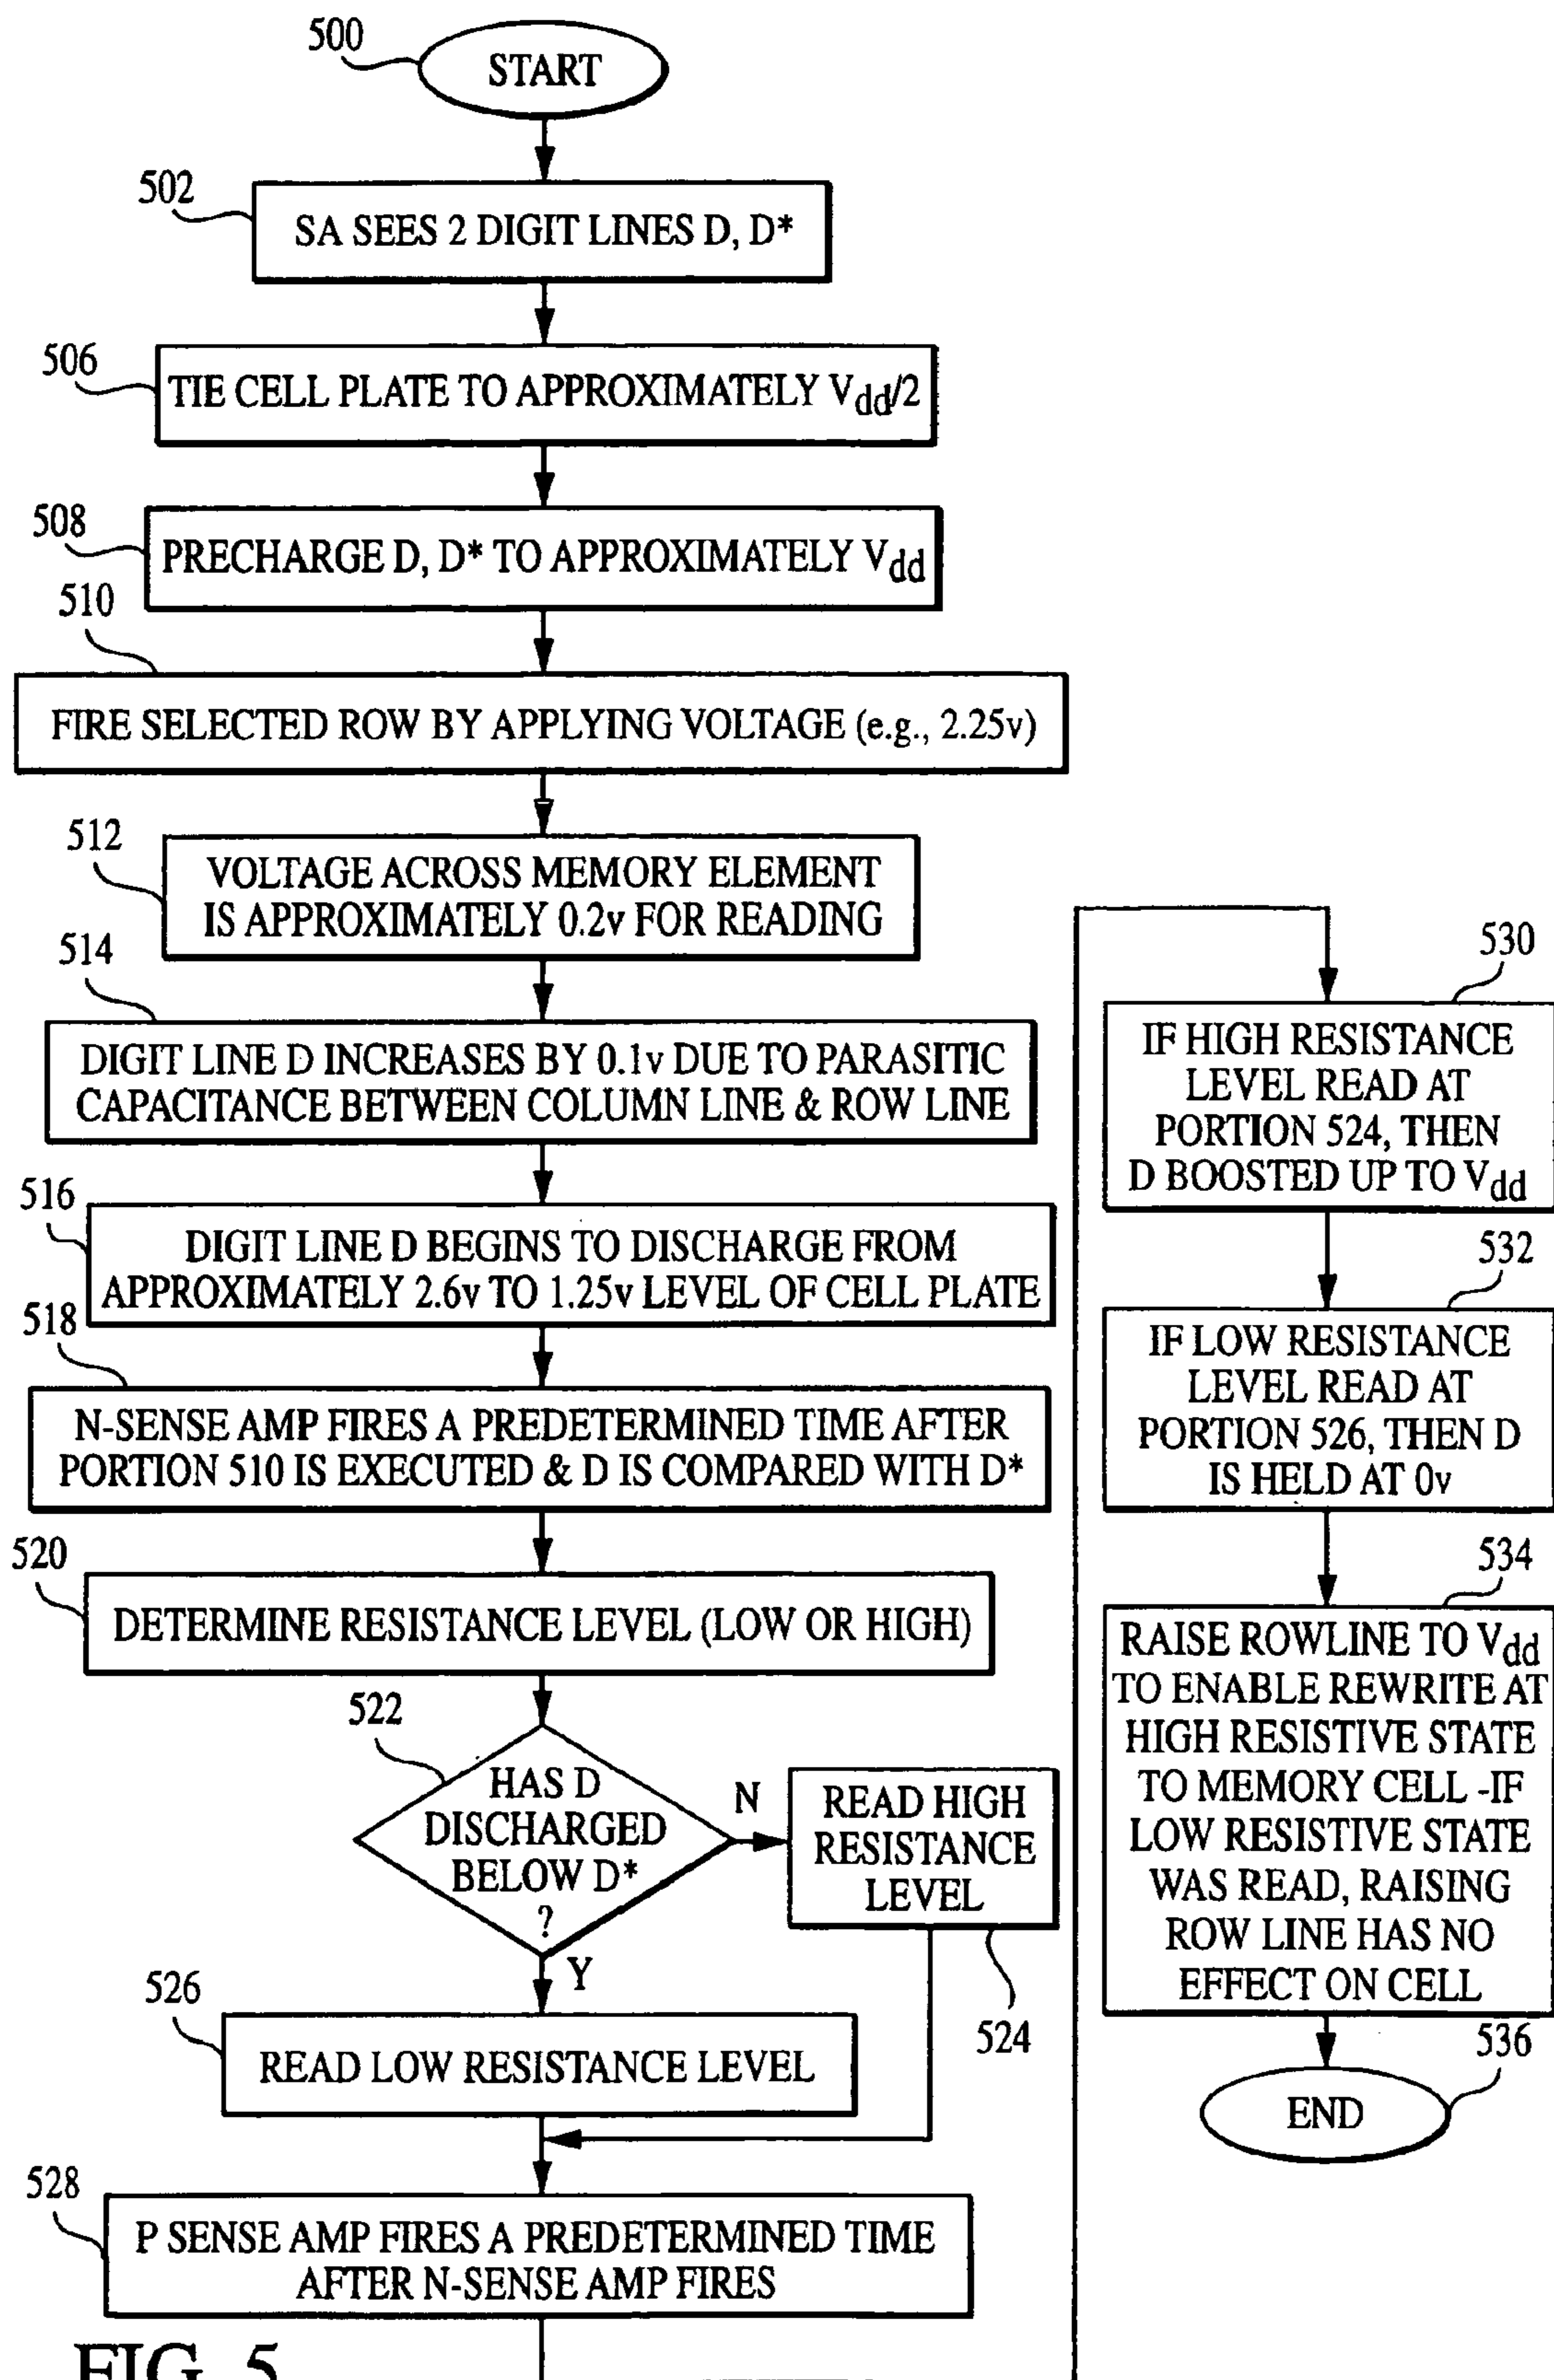 500
START
502
SA SEES 2 DIGIT LINES D, D*
506
TIE CELL PLATE TO APPROXIMATELY Vdd/2
508
PRECHARGE D, D* TO APPROXIMATELY Vdd
510
FIRE SELECTED ROW BY APPLYING VOLTAGE (e.g., 2.25v)
512
VOLTAGE ACROSS MEMORY ELEMENT
IS APPROXIMATELY 0.2v FOR READING
514
DIGIT LINE D INCREASES BY 0.1v DUE TO PARASITIC
CAPACITANCE BETWEEN COLUMN LINE & ROW LINE
516
DIGIT LINE D BEGINS TO DISCHARGE FROM
APPROXIMATELY 2.6v TO 1.25v LEVEL OF CELL PLATE
518
N-SENSE AMP FIRES A PREDETERMINED TIME AFTER
PORTION 510 IS EXECUTED & D IS COMPARED WITH D*
520
DETERMINE RESISTANCE LEVEL (LOW OR HIGH)
522
HAS D
DISCHARGED
BELOW D*
?
N
READ HIGH
RESISTANCE
LEVEL
524
Y
526
READ LOW RESISTANCE LEVEL
528
P SENSE AMP FIRES A PREDETERMINED TIME
AFTER N-SENSE AMP FIRES
530
IF HIGH RESISTANCE
LEVEL READ AT
PORTION 524, THEN
D BOOSTED UP TO Vdd
532
IF LOW RESISTANCE
LEVEL READ AT
PORTION 526, THEN D
IS HELD AT 0v
534
RAISE ROWLINE TO Vdd
TO ENABLE REWRITE AT
HIGH RESISTIVE STATE
TO MEMORY CELL -IF
LOW RESISTIVE STATE
WAS READ, RAISING
ROW LINE HAS NO
EFFECT ON CELL
536
END
FIG. 5